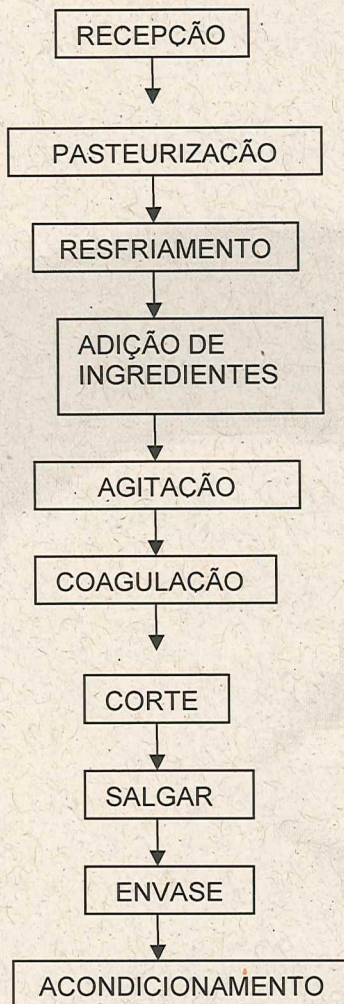 RECEPÇÃO
PASTEURIZAÇÃO
RESFRIAMENTO
ADIÇÃO DE
INGREDIENTES
AGITAÇÃO
COAGULAÇÃO
CORTE
SALGAR
ENVASE
ACONDICIONAMENTO